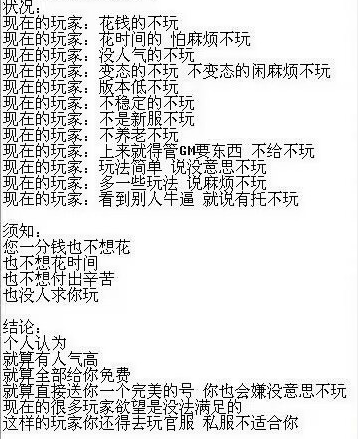 状况：
现在的玩家：花钱的不玩
现在的玩家：花时间的 怕麻烦不玩
现在的玩家：没人气的不玩
现在的玩家：变态的不玩 不变态的闲麻烦不玩
现在的玩家：版本低不玩
现在的玩家：不稳定的不玩
现在的玩家：不是新服不玩
现在的玩家：不养老不玩
现在的玩家：上来就得管GM要东西 不给不玩
现在的玩家：玩法简单 说没意思不玩
现在的玩家：多一些玩法 说麻烦不玩
现在的玩家：看到别人牛逼 就说有托不玩
须知：
您一分钱也不想花
也不想花时间
也不想付出辛苦
也没人求你玩
结论：
个人认为
就算有人气高
就算全部给你免费
就算直接送你一个完美的号 你也会嫌没意思不玩
现在的很多玩家欲望是没法满足的
这样的玩家你还得去玩官服 私服不适合你